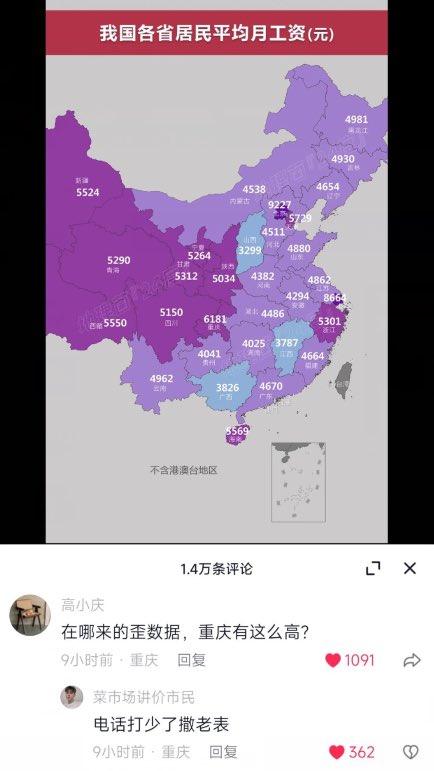 我国各省居民平均月工资(元)
4981
黑龙江
4930
吉林
4654
辽宁
新疆
5524
4538
内蒙古
9227
5729
4511
河北
山西
3299
4880
山东
宁夏
5264
甘肃
5312
陕西
5034
5290
青海
4382
河南
4862
江苏
4294
安徽
8664
5150
四川
6181
重庆
湖北 4486
5301
浙江
西藏 5550
4041
贵州
4025
湖南
3787
江西
4664
福建
4962
云南
3826
广西
4670
广东
台湾
5569
海南
不含港澳台地区
1.4万条评论
高小庆
在哪来的歪数据，重庆有这么高?
9小时前 · 重庆 回复
1091
菜市场讲价市民
电话打少了撒老表
9小时前 · 重庆 回复
362